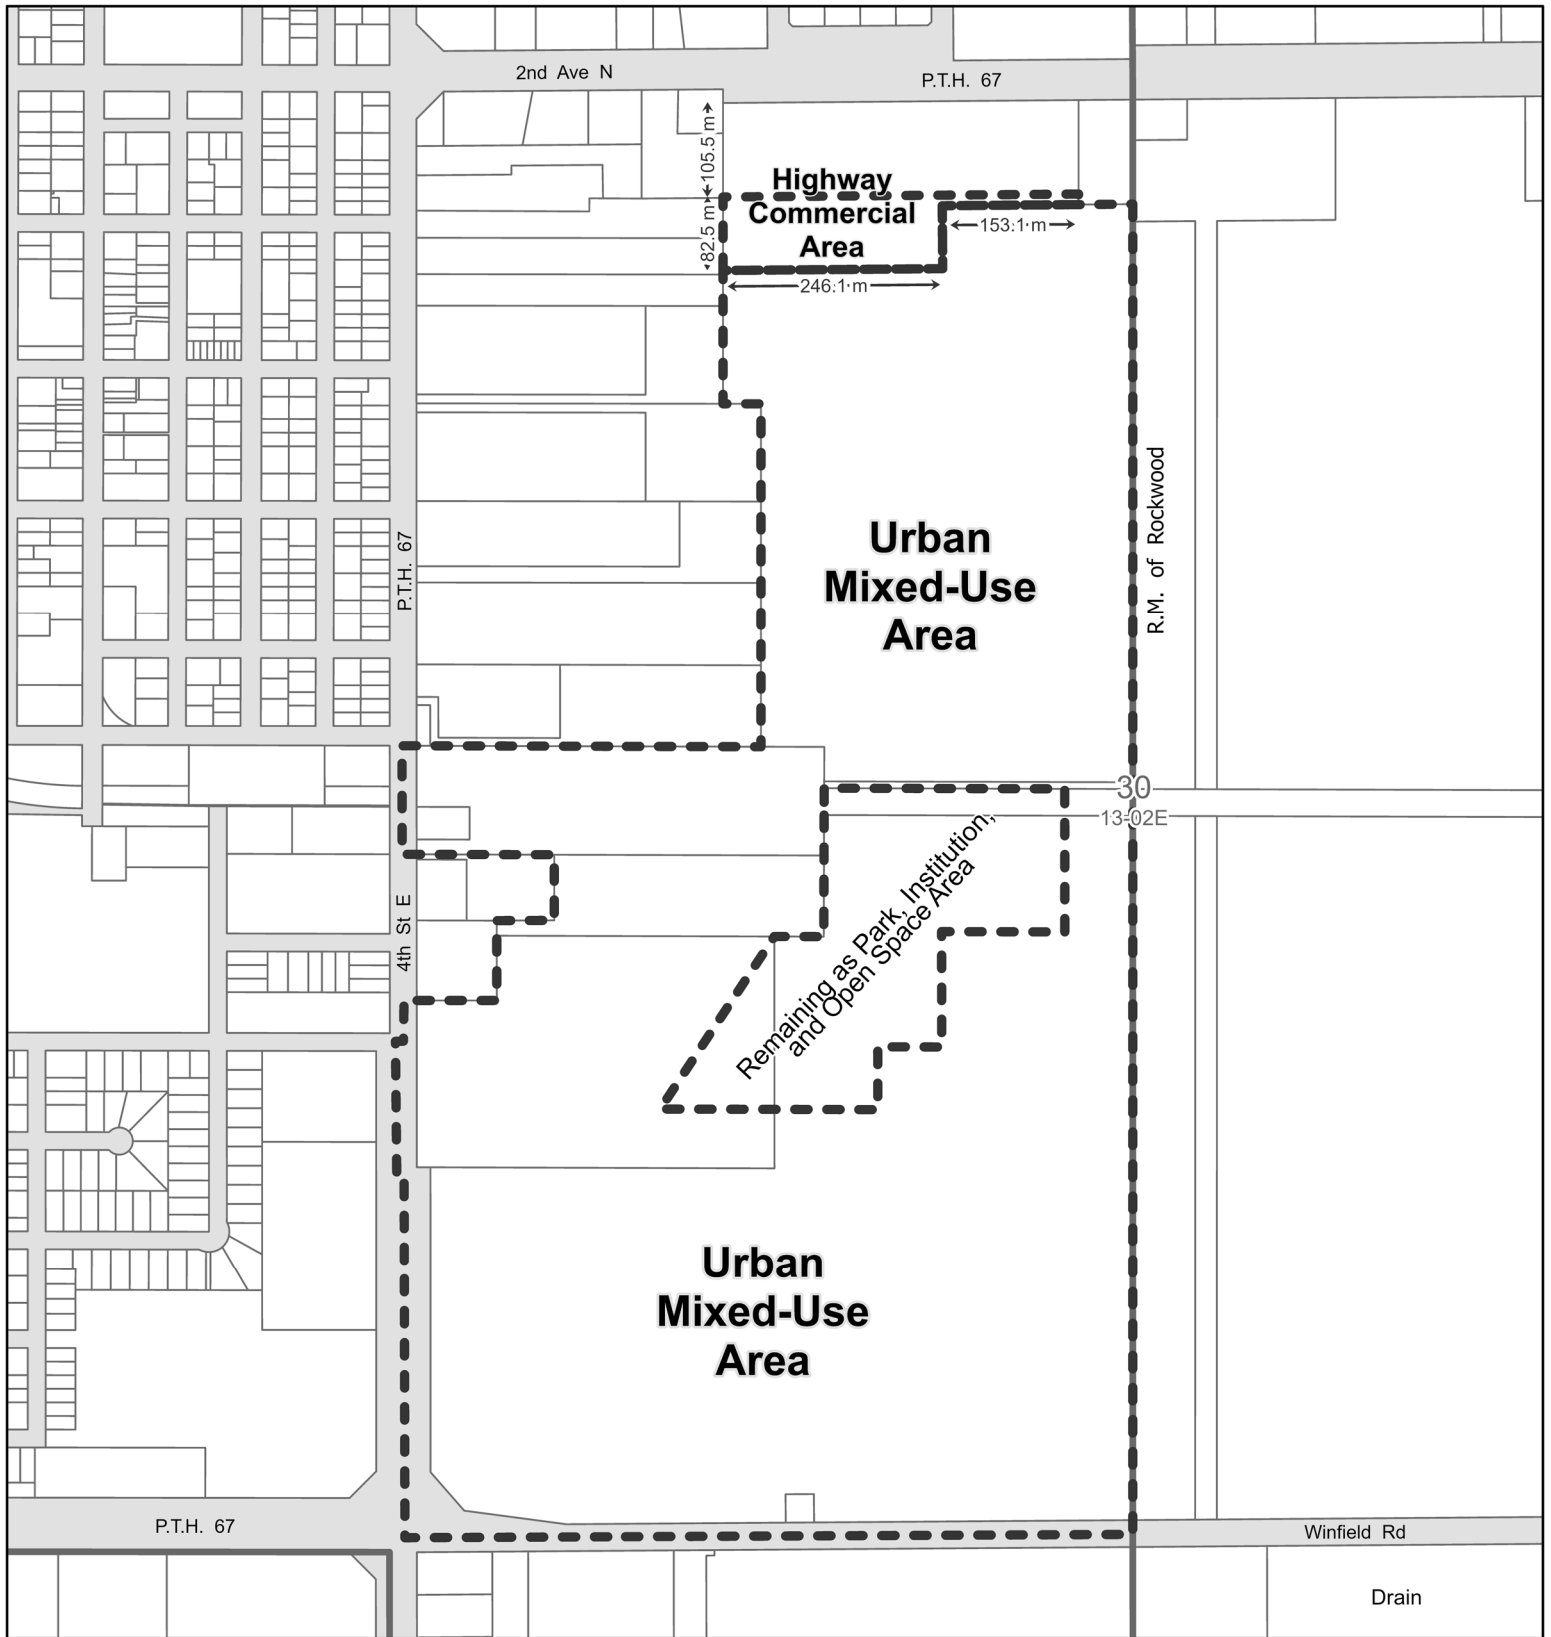 2nd Ave N
P.T.H. 67
105.5 m
82.5 m
Highway
Commercial
Area
153.1 m
246.1 m
P.T.H. 67
R.M. of Rockwood
Urban
Mixed-Use
Area
30
13-02E
4th St E
Remaining as Park, Institution,
and Open Space Area
Urban
Mixed-Use
Area
P.T.H. 67
Winfield Rd
Drain